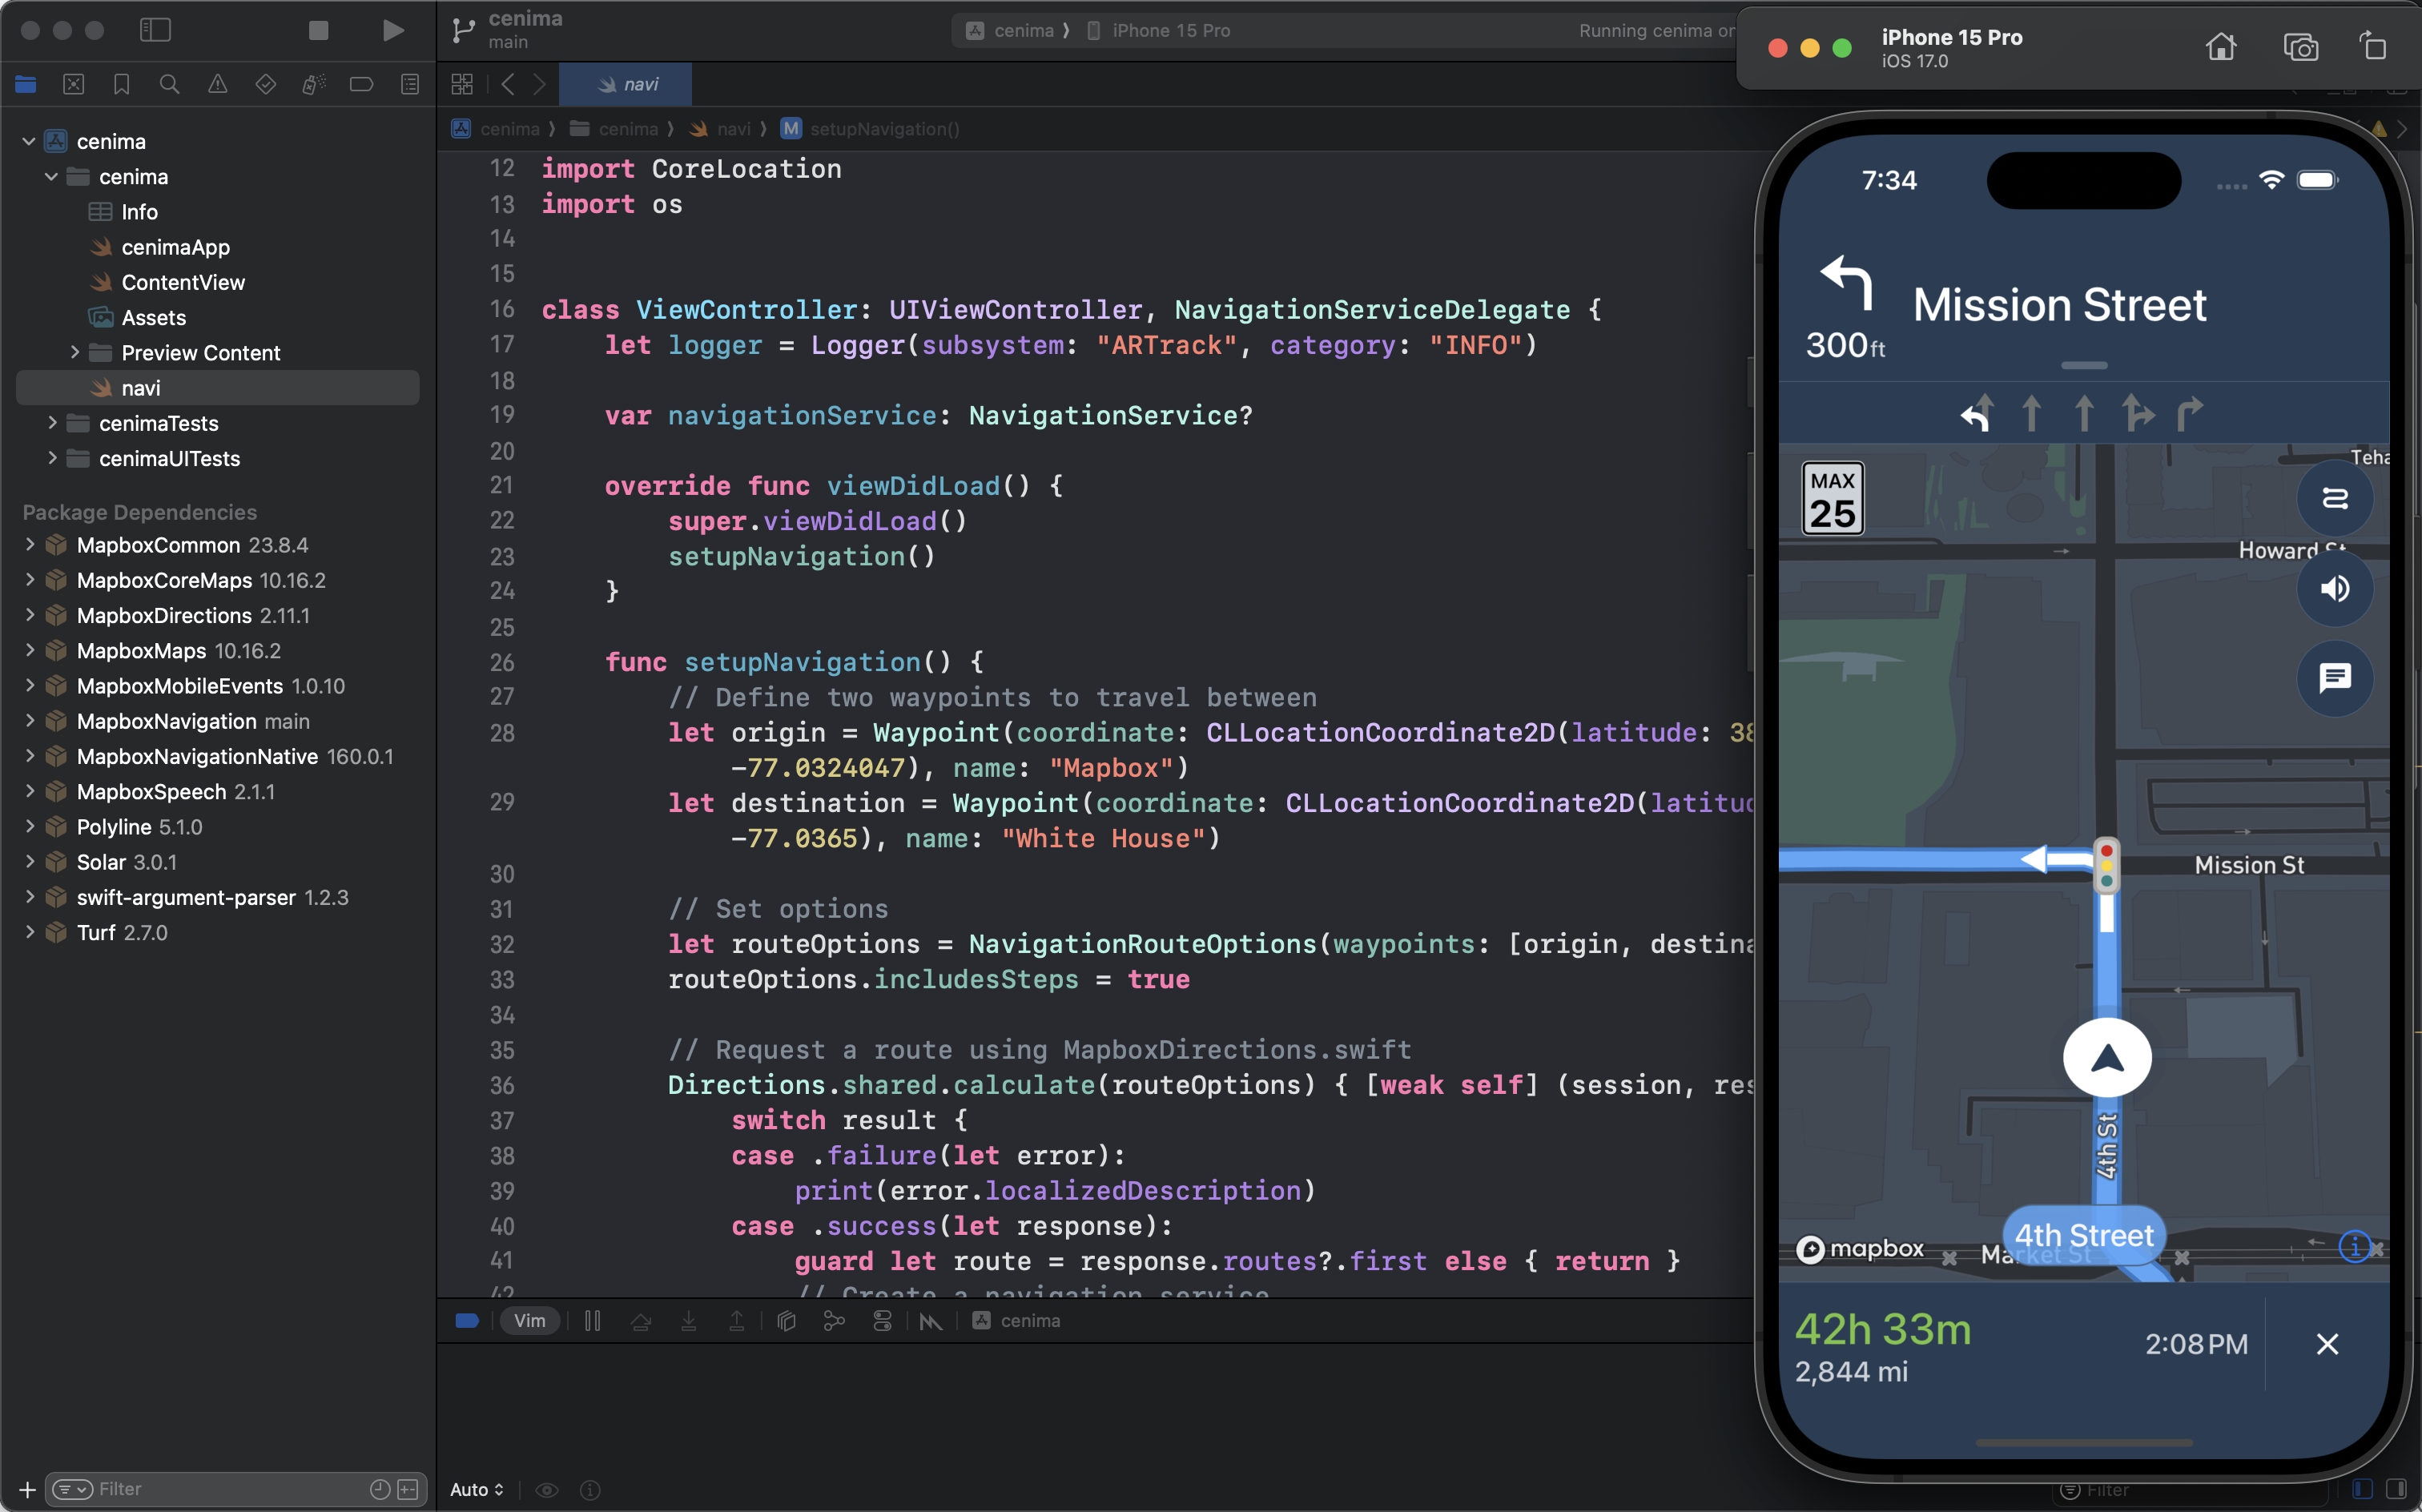 cenima
main
cenima ⟩ iPhone 15 Pro
Running cenima
cenima
cenima
Info
cenimaApp
ContentView
Assets
Preview Content
navi
cenimaTests
cenimaUITests
Package Dependencies
MapboxCommon 23.8.4
MapboxCoreMaps 10.16.2
MapboxDirections 2.11.1
MapboxMaps 10.16.2
MapboxMobileEvents 1.0.10
MapboxNavigation main
MapboxNavigationNative 160.0.1
MapboxSpeech 2.1.1
Polyline 5.1.0
Solar 3.0.1
swift-argument-parser 1.2.3
Turf 2.7.0
Filter
navi
cenima ⟩ cenima ⟩ navi ⟩ M setupNavigation()
12 import CoreLocation
13 import os
14
15
16 class ViewController: UIViewController, NavigationServiceDelegate {
17 let logger = Logger(subsystem: "ARTrack", category: "INFO")
18
19 var navigationService: NavigationService?
20
21 override func viewDidLoad() {
22 super.viewDidLoad()
23 setupNavigation()
24 }
25
26 func setupNavigation() {
27 // Define two waypoints to travel between
28 let origin = Waypoint(coordinate: CLLocationCoordinate2D(latitude: 38
-77.0324047), name: "Mapbox")
29 let destination = Waypoint(coordinate: CLLocationCoordinate2D(latitud
-77.0365), name: "White House")
30
31 // Set options
32 let routeOptions = NavigationRouteOptions(waypoints: [origin, destina
33 routeOptions.includesSteps = true
34
35 // Request a route using MapboxDirections.swift
36 Directions.shared.calculate(routeOptions) { [weak self] (session, res
37 switch result {
38 case .failure(let error):
39 print(error.localizedDescription)
40 case .success(let response):
41 guard let route = response.routes?.first else { return }
42 // Create a navigation service
Vim
cenima
Auto
iPhone 15 Pro
iOS 17.0
7:34
Mission Street
300 ft
MAX
25
Teha
Howard St
Mission St
4th St
4th Street
mapbox
Market St
42h 33m
2,844 mi
2:08 PM
Filter